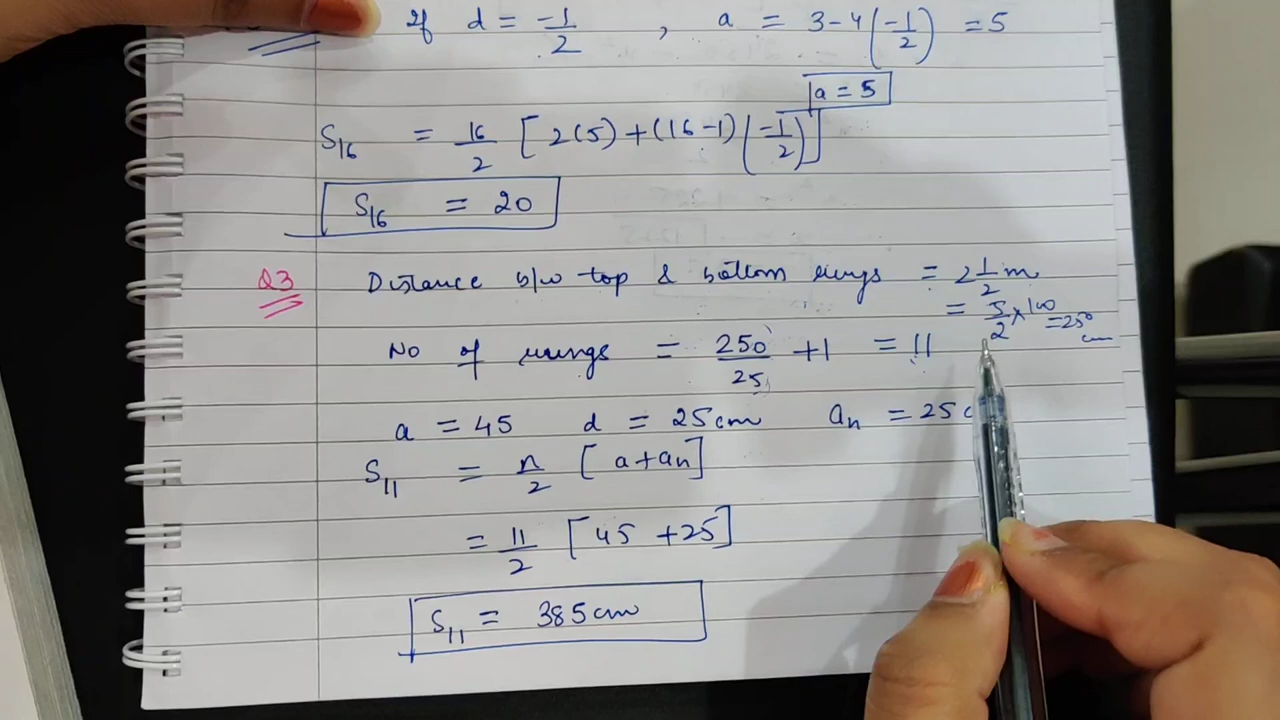 If d = -1/2 , a = 3-4(-1/2) = 5
a = 5
S16 = 16/2 [2(5)+(16-1)(-1/2)]
S16 = 20
Q3 Distance b/w top & bottom rungs = 2 1/2 m
= 5/2 × 100 = 250 cm
No of rungs = 250/25 + 1 = 11
a = 45 d = 25cm an = 25 c
S11 = n/2 [a+an]
= 11/2 [45 +25]
S11 = 385cm